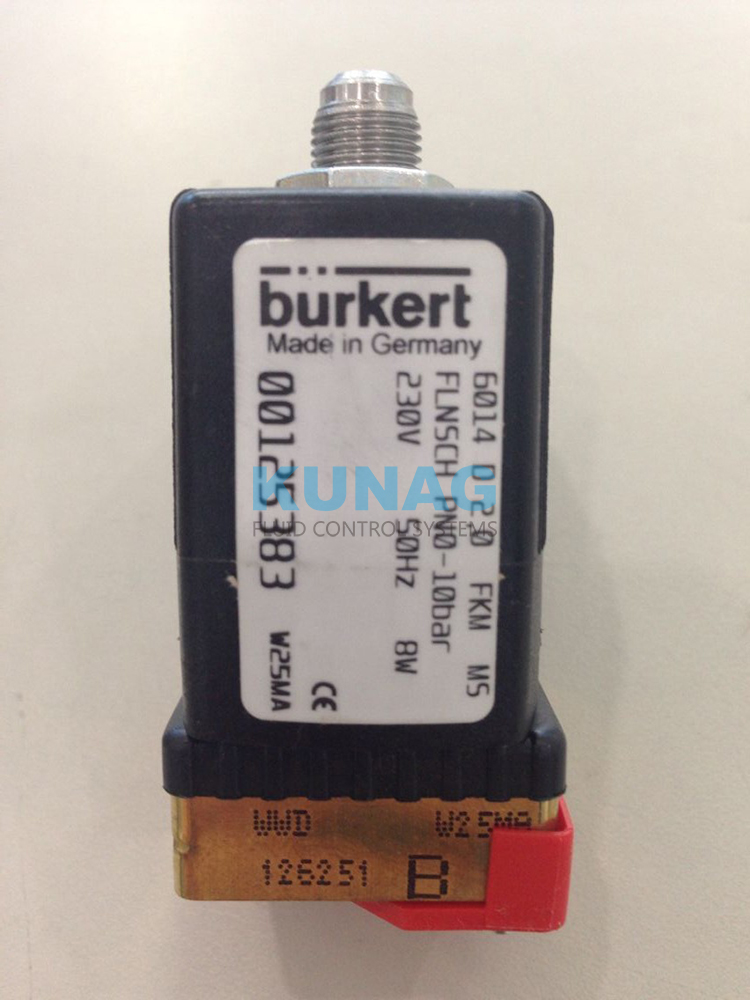 bürkert
Made in Germany
6014 D 2,0 FKM MS
FLNSCH PN0-10bar
230V 50Hz 8W
00125383 W25MA
CE
KUNAG
FLUID CONTROL SYSTEMS
WWD W25MA
126251 B